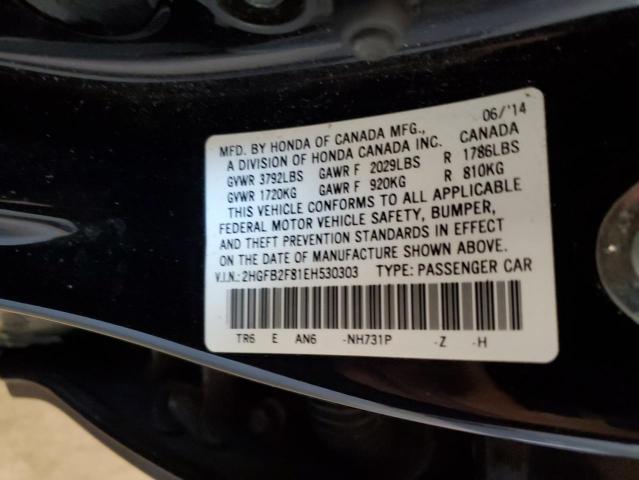 06/'14
MFD. BY HONDA OF CANADA MFG., CANADA
A DIVISION OF HONDA CANADA INC.
GVWR 3792LBS GAWR F 2029LBS R 1786LBS
GVWR 1720KG GAWR F 920KG R 810KG
THIS VEHICLE CONFORMS TO ALL APPLICABLE
FEDERAL MOTOR VEHICLE SAFETY, BUMPER,
AND THEFT PREVENTION STANDARDS IN EFFECT
ON THE DATE OF MANUFACTURE SHOWN ABOVE.
V.I.N.: 2HGFB2F81EH530303 TYPE: PASSENGER CAR
TR6 E AN6 -NH731P -Z -H